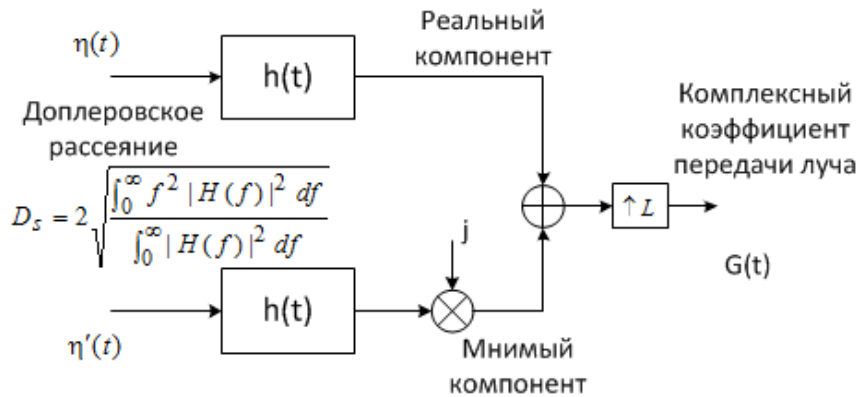 η(t)
h(t)
Реальный
компонент
Доплеровское
рассеяние
D_s = 2√(∫₀^∞ f² |H(f)|² df / ∫₀^∞ |H(f)|² df)
Комплексный
коэффициент
передачи луча
↑L
G(t)
j
η′(t)
h(t)
Мнимый
компонент